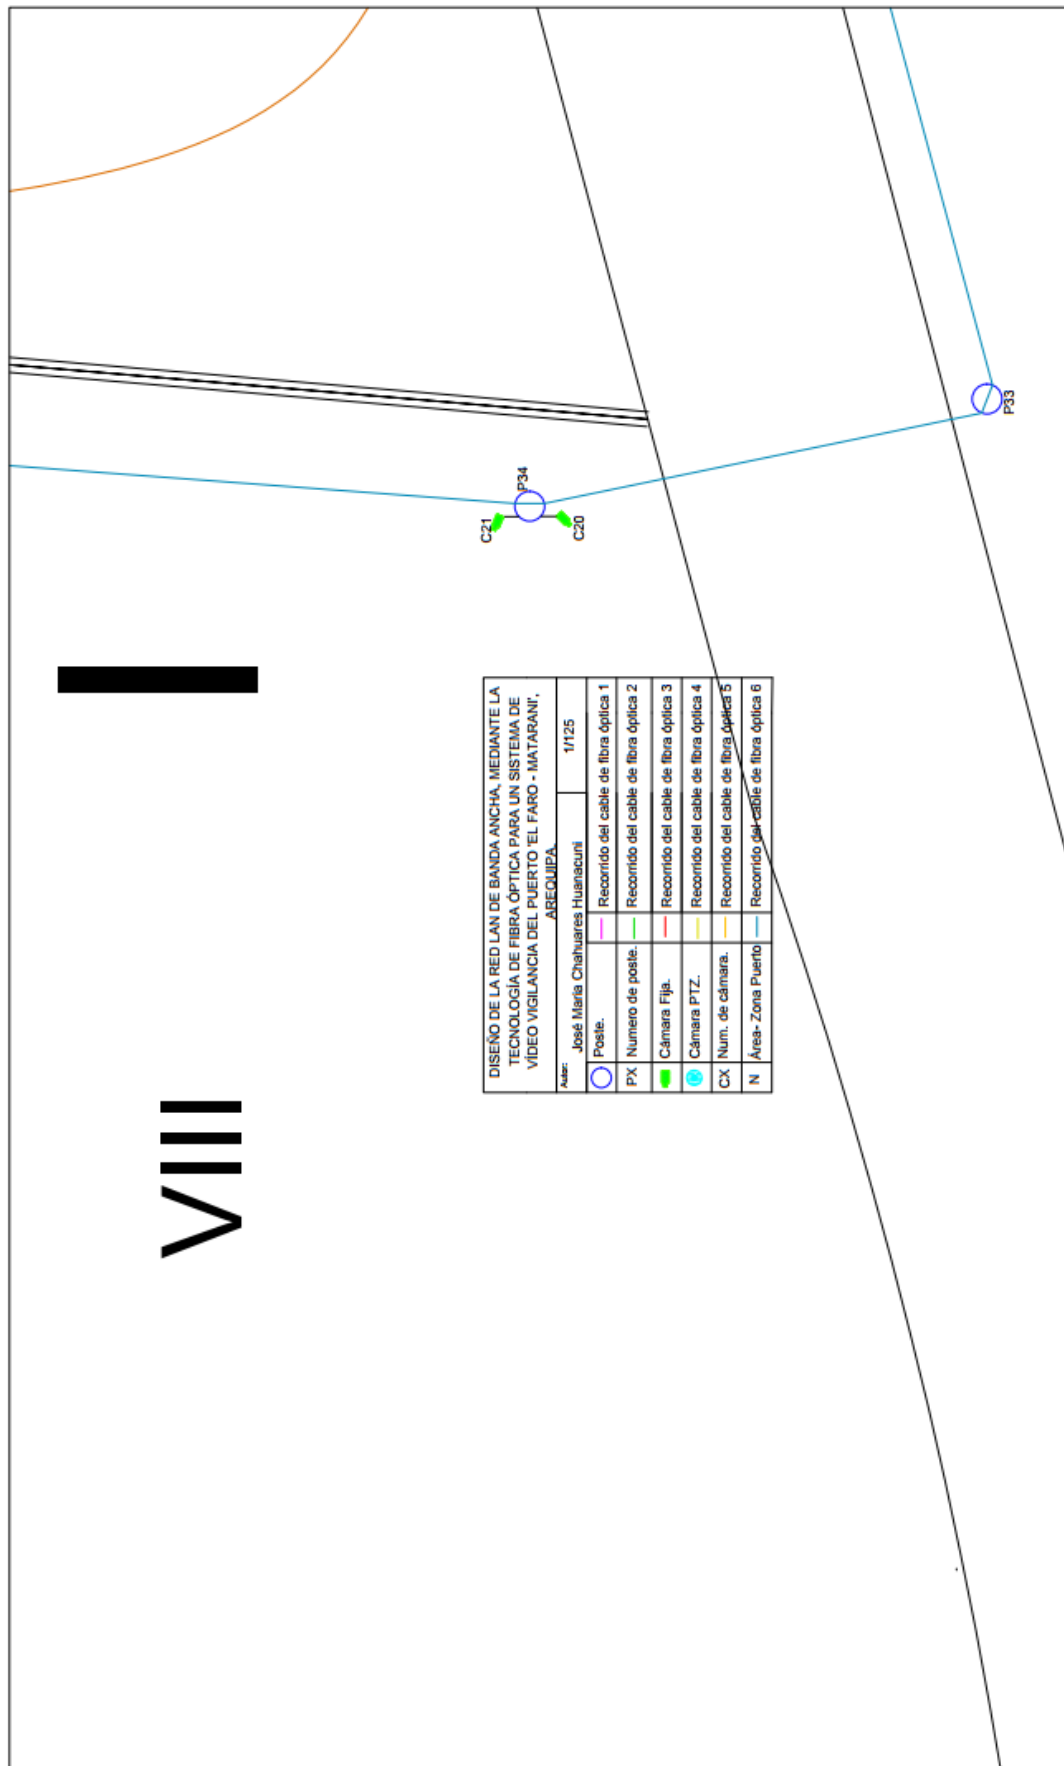 P33
P34
C21
C20
I
VIII
DISEÑO DE LA RED LAN DE BANDA ANCHA, MEDIANTE LA
TECNOLOGÍA DE FIBRA ÓPTICA PARA UN SISTEMA DE
VÍDEO VIGILANCIA DEL PUERTO 'EL FARO - MATARANI',
AREQUIPA.
Autor: José María Chahuares Huanacuni 1/125
Poste. Recorrido del cable de fibra óptica 1
PX Numero de poste. Recorrido del cable de fibra óptica 2
Cámara Fija. Recorrido del cable de fibra óptica 3
Cámara PTZ. Recorrido del cable de fibra óptica 4
CX Num. de cámara. Recorrido del cable de fibra óptica 5
N Área- Zona Puerto Recorrido del cable de fibra óptica 6